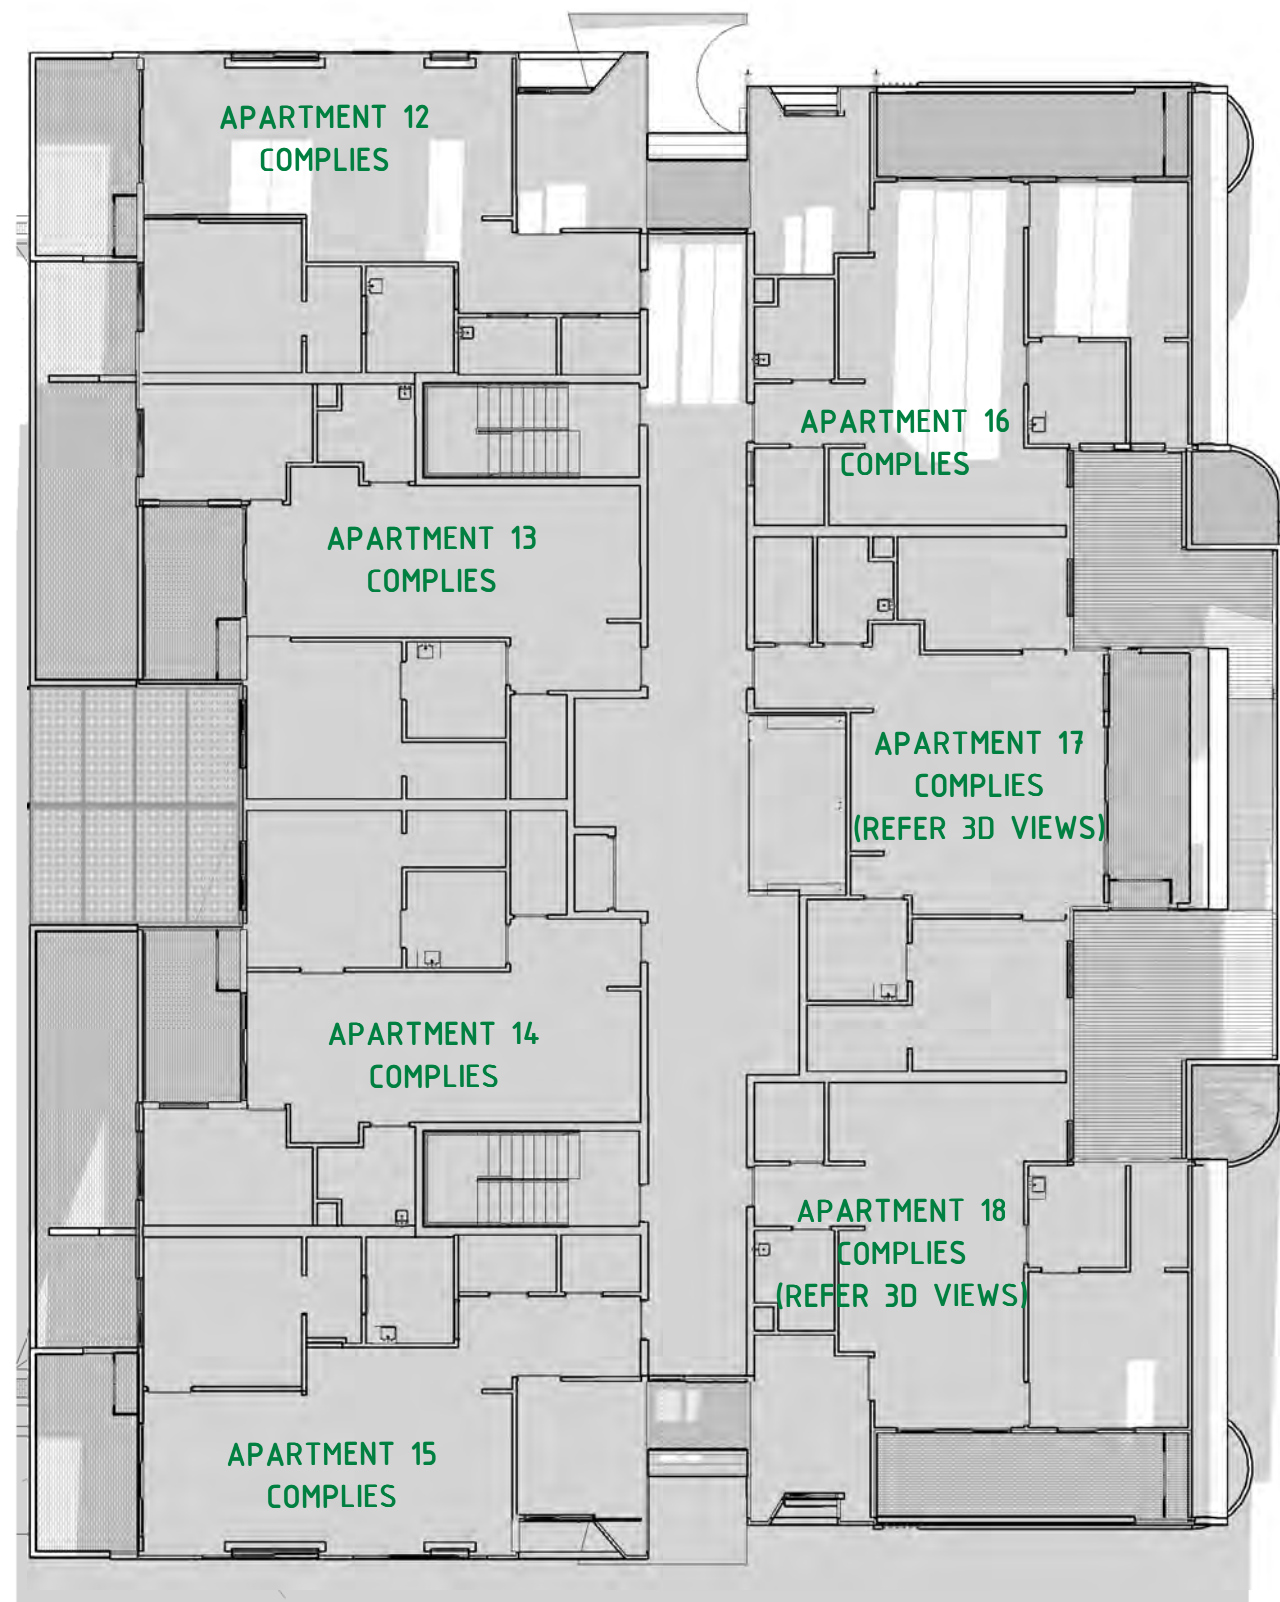 APARTMENT 12
COMPLIES
APARTMENT 16
COMPLIES
APARTMENT 13
COMPLIES
APARTMENT 17
COMPLIES
(REFER 3D VIEWS)
APARTMENT 14
COMPLIES
APARTMENT 18
COMPLIES
(REFER 3D VIEWS)
APARTMENT 15
COMPLIES